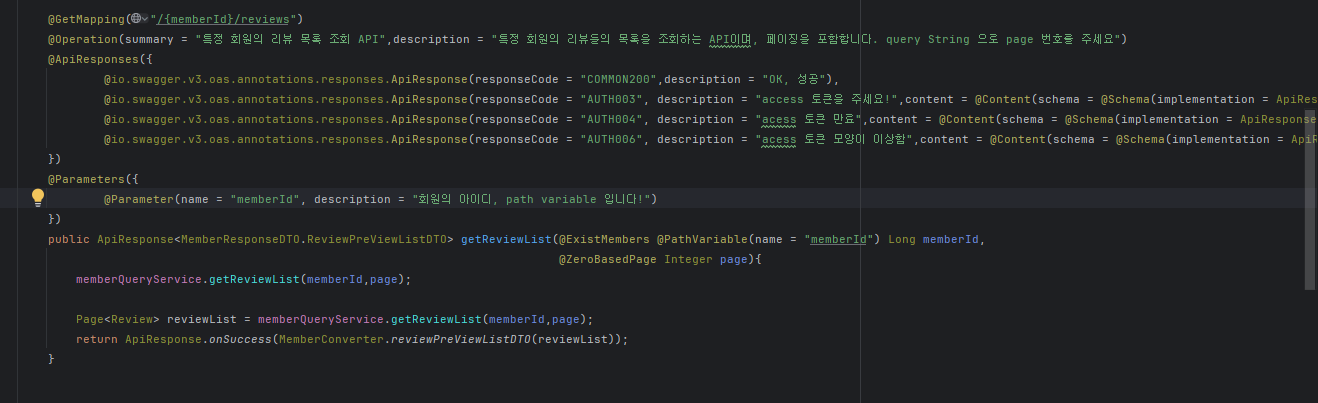 @GetMapping("/{memberId}/reviews")
@Operation(summary = "특정 회원의 리뷰 목록 조회 API",description = "특정 회원의 리뷰들의 목록을 조회하는 API이며, 페이징을 포함합니다. query String 으로 page 번호를 주세요")
@ApiResponses({
@io.swagger.v3.oas.annotations.responses.ApiResponse(responseCode = "COMMON200",description = "OK, 성공"),
@io.swagger.v3.oas.annotations.responses.ApiResponse(responseCode = "AUTH003", description = "access 토큰을 주세요!",content = @Content(schema = @Schema(implementation = ApiRes
@io.swagger.v3.oas.annotations.responses.ApiResponse(responseCode = "AUTH004", description = "acess 토큰 만료",content = @Content(schema = @Schema(implementation = ApiResponse
@io.swagger.v3.oas.annotations.responses.ApiResponse(responseCode = "AUTH006", description = "acess 토큰 모양이 이상함",content = @Content(schema = @Schema(implementation = ApiR
})
@Parameters({
@Parameter(name = "memberId", description = "회원의 아이디, path variable 입니다!")
})
public ApiResponse<MemberResponseDTO.ReviewPreViewListDTO> getReviewList(@ExistMembers @PathVariable(name = "memberId") Long memberId,
@ZeroBasedPage Integer page){
memberQueryService.getReviewList(memberId,page);
Page<Review> reviewList = memberQueryService.getReviewList(memberId,page);
return ApiResponse.onSuccess(MemberConverter.reviewPreViewListDTO(reviewList));
}